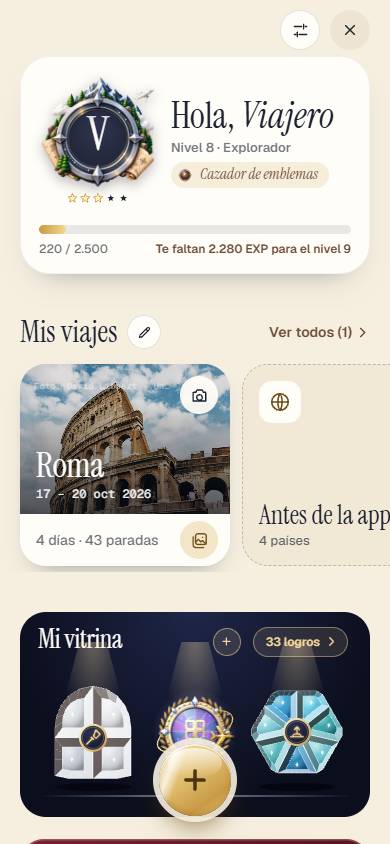 V
Hola, Viajero
Nivel 8 · Explorador
Cazador de emblemas
220 / 2.500
Te faltan 2.280 EXP para el nivel 9
Mis viajes
Ver todos (1)
Roma
17 – 20 oct 2026
4 días · 43 paradas
Antes de la app
4 países
Mi vitrina
+
33 logros
+